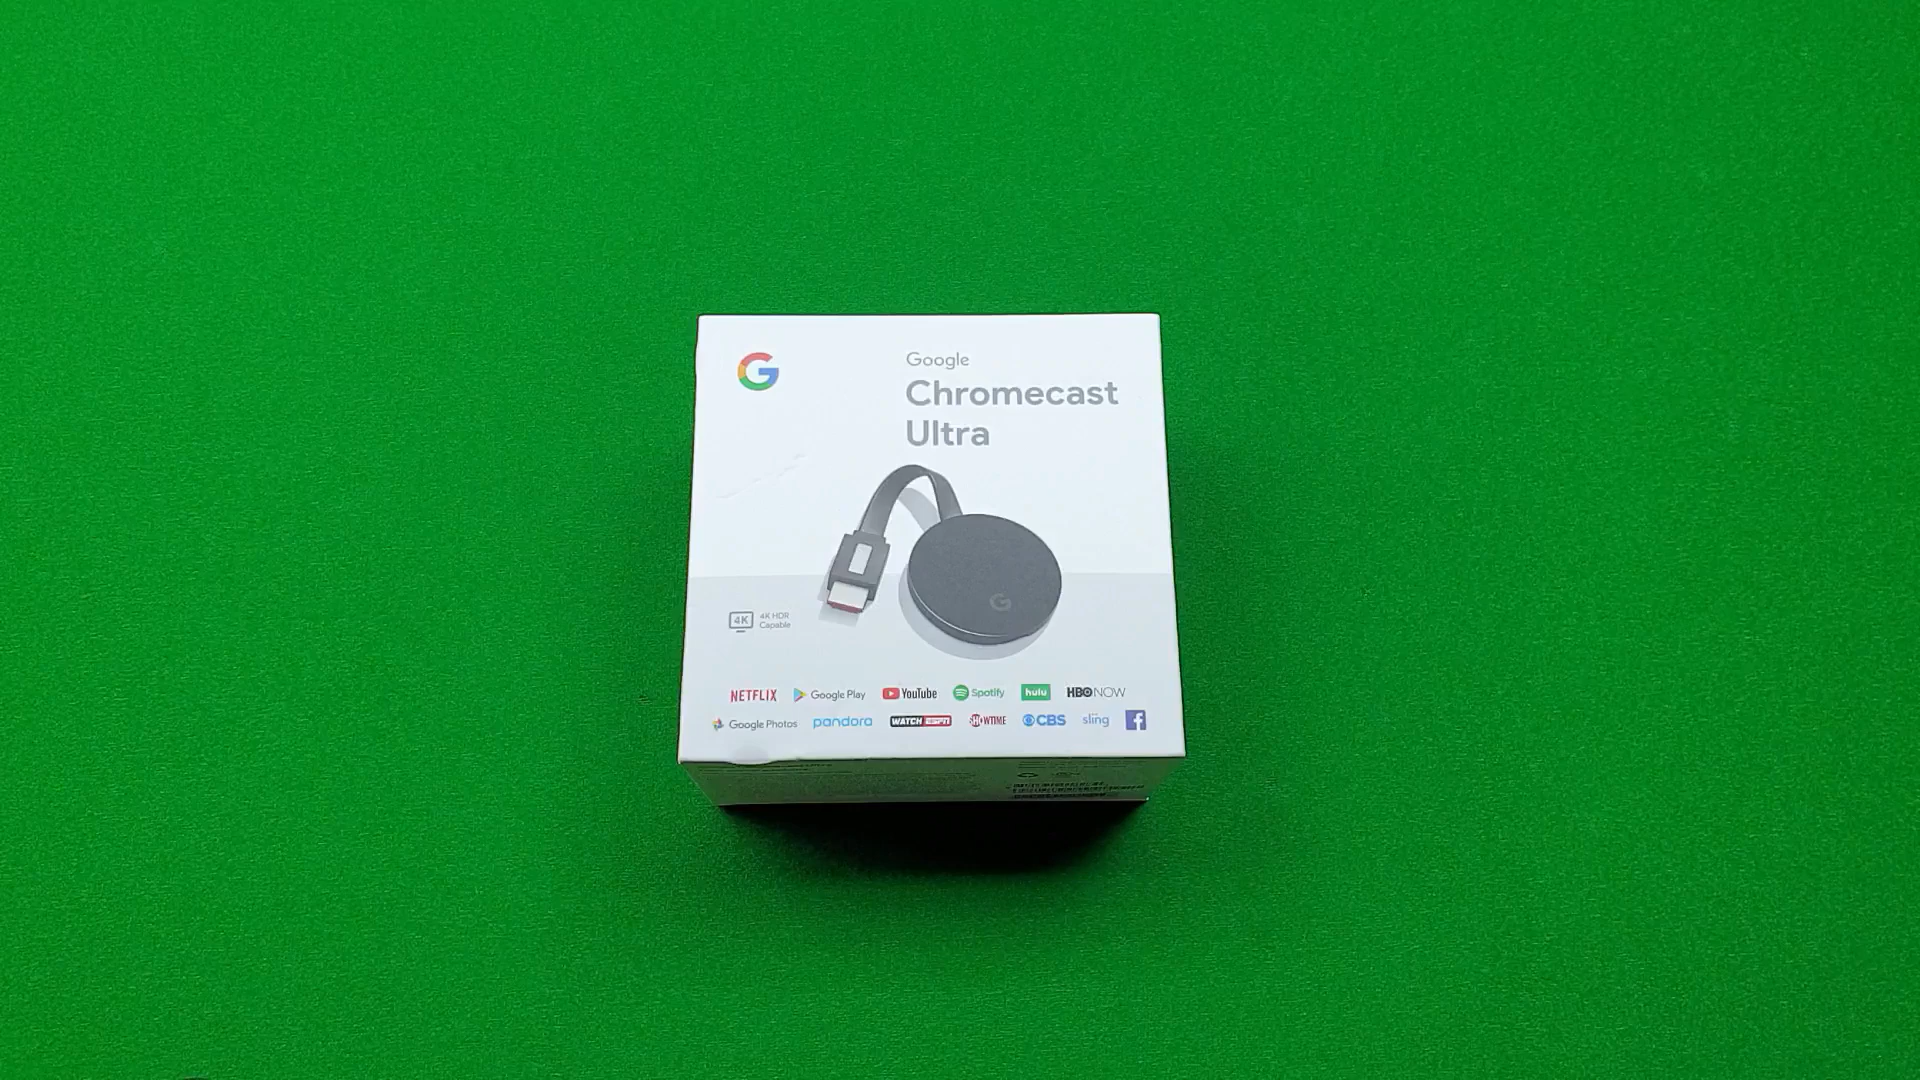 G
Google
Chromecast
Ultra
G
4K
4K HDR
Capable
NETFLIX Google Play YouTube Spotify hulu HBO NOW
Google Photos pandora WATCH ESPN SHOWTIME CBS sling f